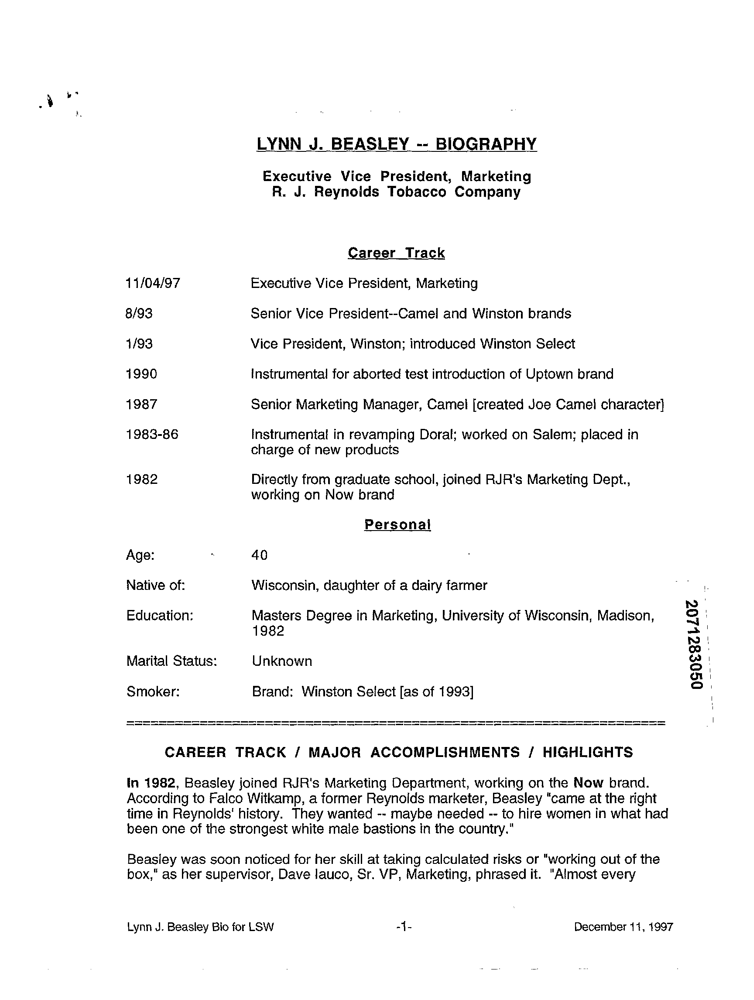 LYNN J. BEASLEY -- BIOGRAPHY
Executive Vice President, Marketing
R. J. Reynolds Tobacco Company
Career Track
11/04/97 Executive Vice President, Marketing
8/93 Senior Vice President--Camel and Winston brands
1/93 Vice President, Winston; introduced Winston Select
1990 Instrumental for aborted test introduction of Uptown brand
1987 Senior Marketing Manager, Camel [created Joe Camel character]
1983-86 Instrumental in revamping Doral; worked on Salem; placed in
charge of new products
1982 Directly from graduate school, joined RJR's Marketing Dept.,
working on Now brand
Personal
Age: 40
Native of: Wisconsin, daughter of a dairy farmer
Education: Masters Degree in Marketing, University of Wisconsin, Madison,
1982
Marital Status: Unknown
Smoker: Brand: Winston Select [as of 1993]
2071283050
===================================================================
CAREER TRACK / MAJOR ACCOMPLISHMENTS / HIGHLIGHTS
In 1982, Beasley joined RJR's Marketing Department, working on the Now brand.
According to Falco Witkamp, a former Reynolds marketer, Beasley "came at the right
time in Reynolds' history. They wanted -- maybe needed -- to hire women in what had
been one of the strongest white male bastions in the country."
Beasley was soon noticed for her skill at taking calculated risks or "working out of the
box," as her supervisor, Dave Iauco, Sr. VP, Marketing, phrased it. "Almost every
Lynn J. Beasley Bio for LSW -1- December 11, 1997